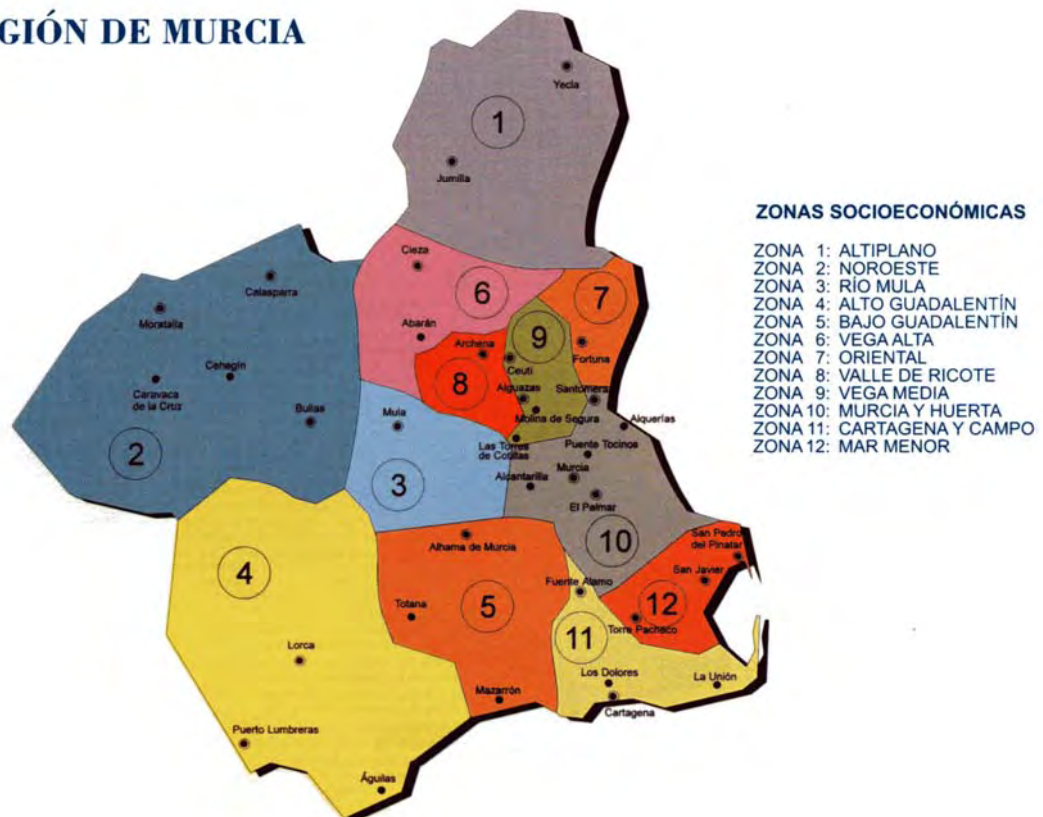 GIÓN DE MURCIA
Yecla
1
Jumilla
ZONAS SOCIOECONÓMICAS
ZONA 1: ALTIPLANO
ZONA 2: NOROESTE
ZONA 3: RÍO MULA
ZONA 4: ALTO GUADALENTÍN
ZONA 5: BAJO GUADALENTÍN
ZONA 6: VEGA ALTA
ZONA 7: ORIENTAL
ZONA 8: VALLE DE RICOTE
ZONA 9: VEGA MEDIA
ZONA 10: MURCIA Y HUERTA
ZONA 11: CARTAGENA Y CAMPO
ZONA 12: MAR MENOR
Cieza
Calasparra
6
7
Moratalla
Abarán
9
Archena
Fortuna
Ceutí
Cehegín
8
Caravaca
de la Cruz
Alguazas
Santomera
Bullas
Mula
Molina de Segura
Alquerías
2
Las Torres
de Cotillas
Puente Tocinos
3
Alcantarilla
Murcia
El Palmar
Alhama de Murcia
10
San Pedro
del Pinatar
4
Fuente Alamo
San Javier
Totana
5
12
11
Torre Pacheco
Lorca
Los Dolores
La Unión
Mazarrón
Cartagena
Puerto Lumbreras
Águilas